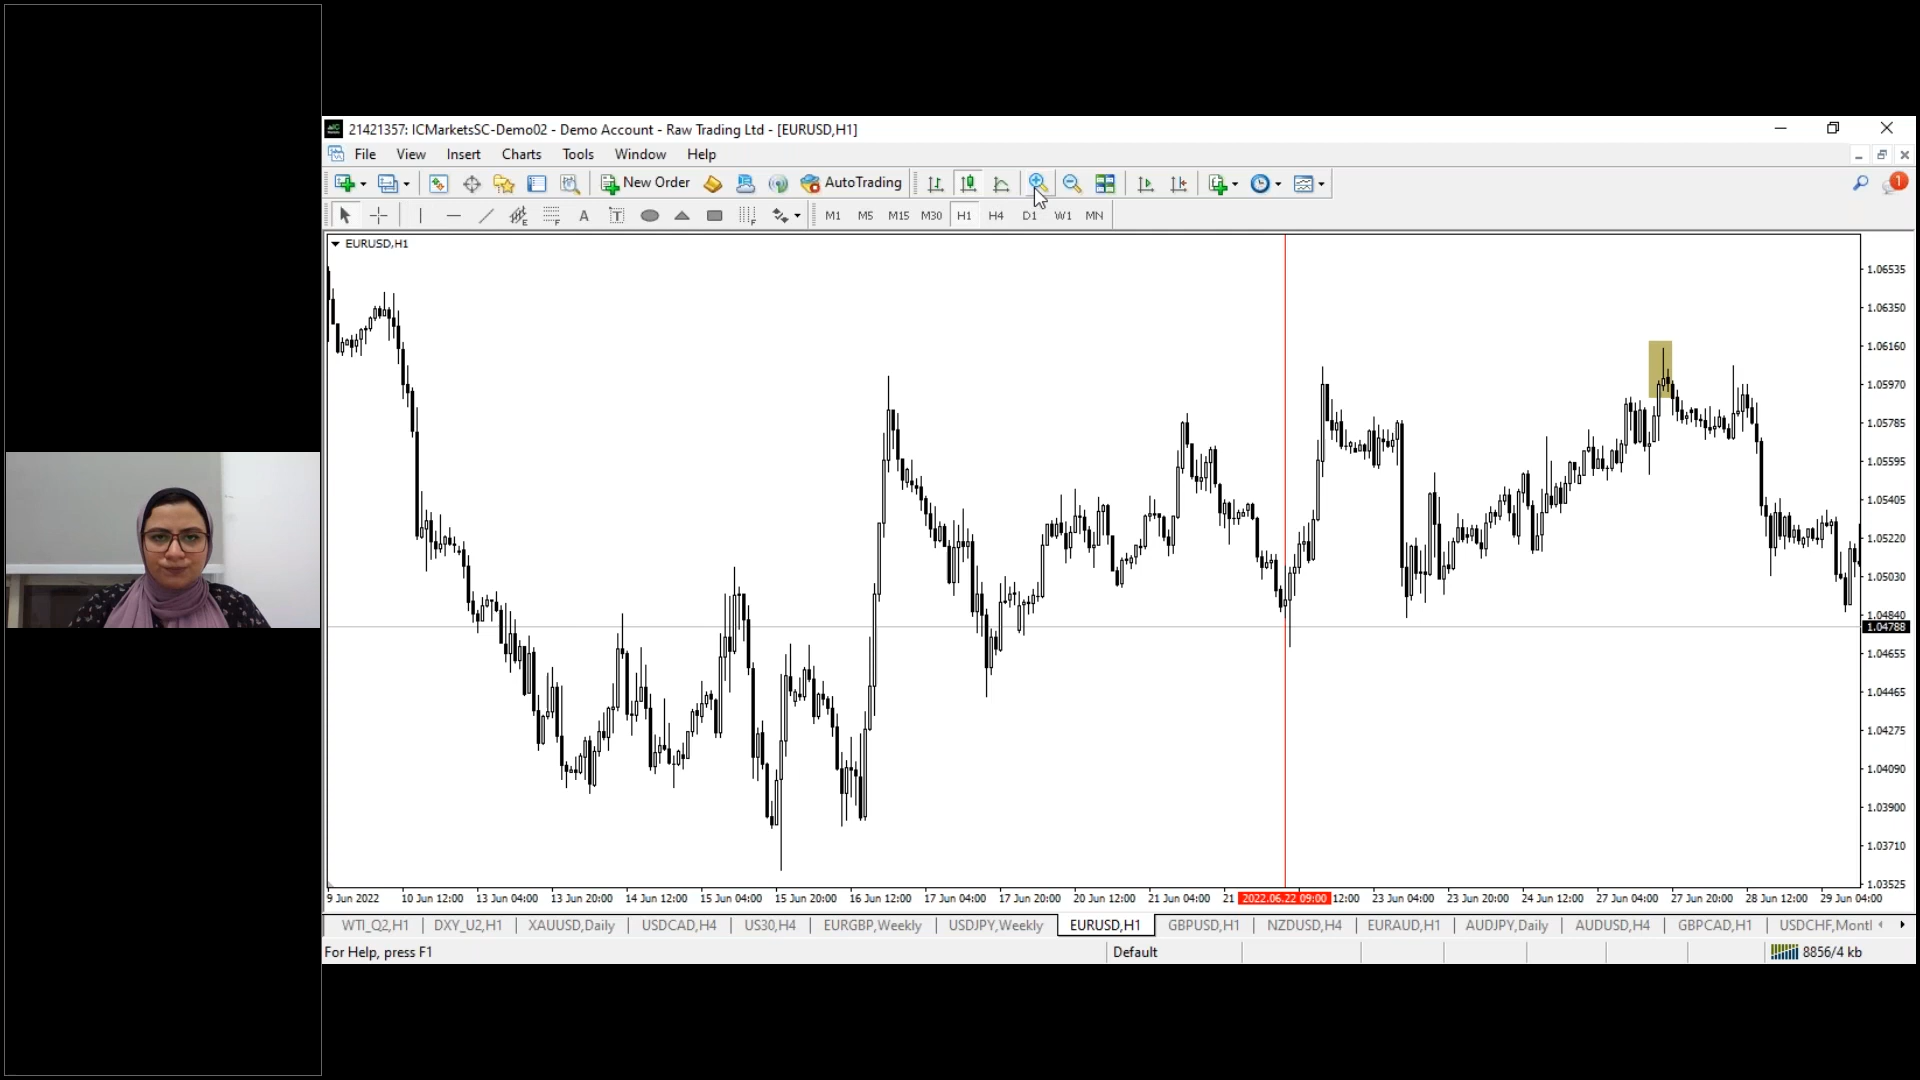 21421357: ICMarketsSC-Demo02 - Demo Account - Raw Trading Ltd - [EURUSD,H1]
File View Insert Charts Tools Window Help
New Order AutoTrading 1
A T M1 M5 M15 M30 H1 H4 D1 W1 MN
EURUSD,H1
1.06535
1.06350
1.06160
1.05970
1.05785
1.05595
1.05405
1.05220
1.05030
1.04840
1.04788
1.04655
1.04465
1.04275
1.04090
1.03900
1.03710
1.03525
9 Jun 2022 10 Jun 12:00 13 Jun 04:00 13 Jun 20:00 14 Jun 12:00 15 Jun 04:00 15 Jun 20:00 16 Jun 12:00 17 Jun 04:00 17 Jun 20:00 20 Jun 12:00 21 Jun 04:00 21 2022.06.22 09:00 12:00 23 Jun 04:00 23 Jun 20:00 24 Jun 12:00 27 Jun 04:00 27 Jun 20:00 28 Jun 12:00 29 Jun 04:00
WTI_Q2,H1 DXY_U2,H1 XAUUSD,Daily USDCAD,H4 US30,H4 EURGBP,Weekly USDJPY,Weekly EURUSD,H1 GBPUSD,H1 NZDUSD,H4 EURAUD,H1 AUDJPY,Daily AUDUSD,H4 GBPCAD,H1 USDCHF,Montl
For Help, press F1 Default 8856/4 kb